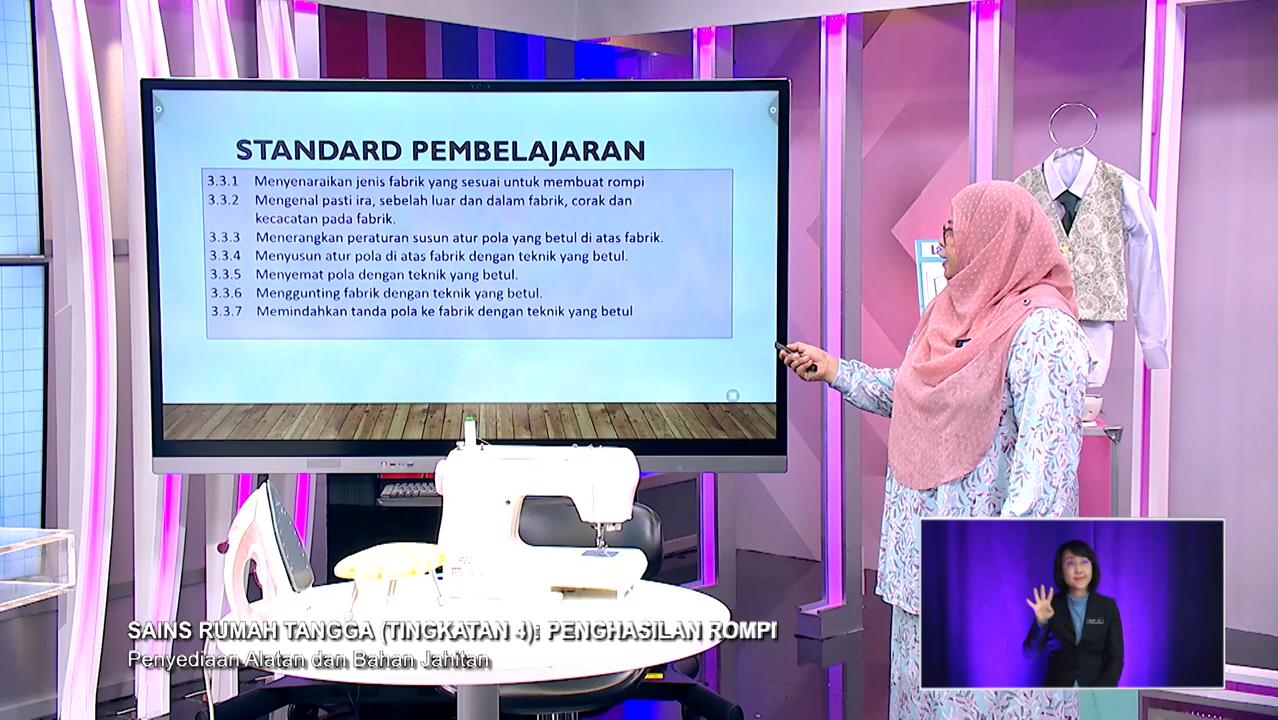 STANDARD PEMBELAJARAN
3.3.1 Menyenaraikan jenis fabrik yang sesuai untuk membuat rompi
3.3.2 Mengenal pasti ira, sebelah luar dan dalam fabrik, corak dan
kecacatan pada fabrik.
3.3.3 Menerangkan peraturan susun atur pola yang betul di atas fabrik.
3.3.4 Menyusun atur pola di atas fabrik dengan teknik yang betul.
3.3.5 Menyemat pola dengan teknik yang betul.
3.3.6 Menggunting fabrik dengan teknik yang betul.
3.3.7 Memindahkan tanda pola ke fabrik dengan teknik yang betul
SAINS RUMAH TANGGA (TINGKATAN 4): PENGHASILAN ROMPI
Penyediaan Alatan dan Bahan Jahitan